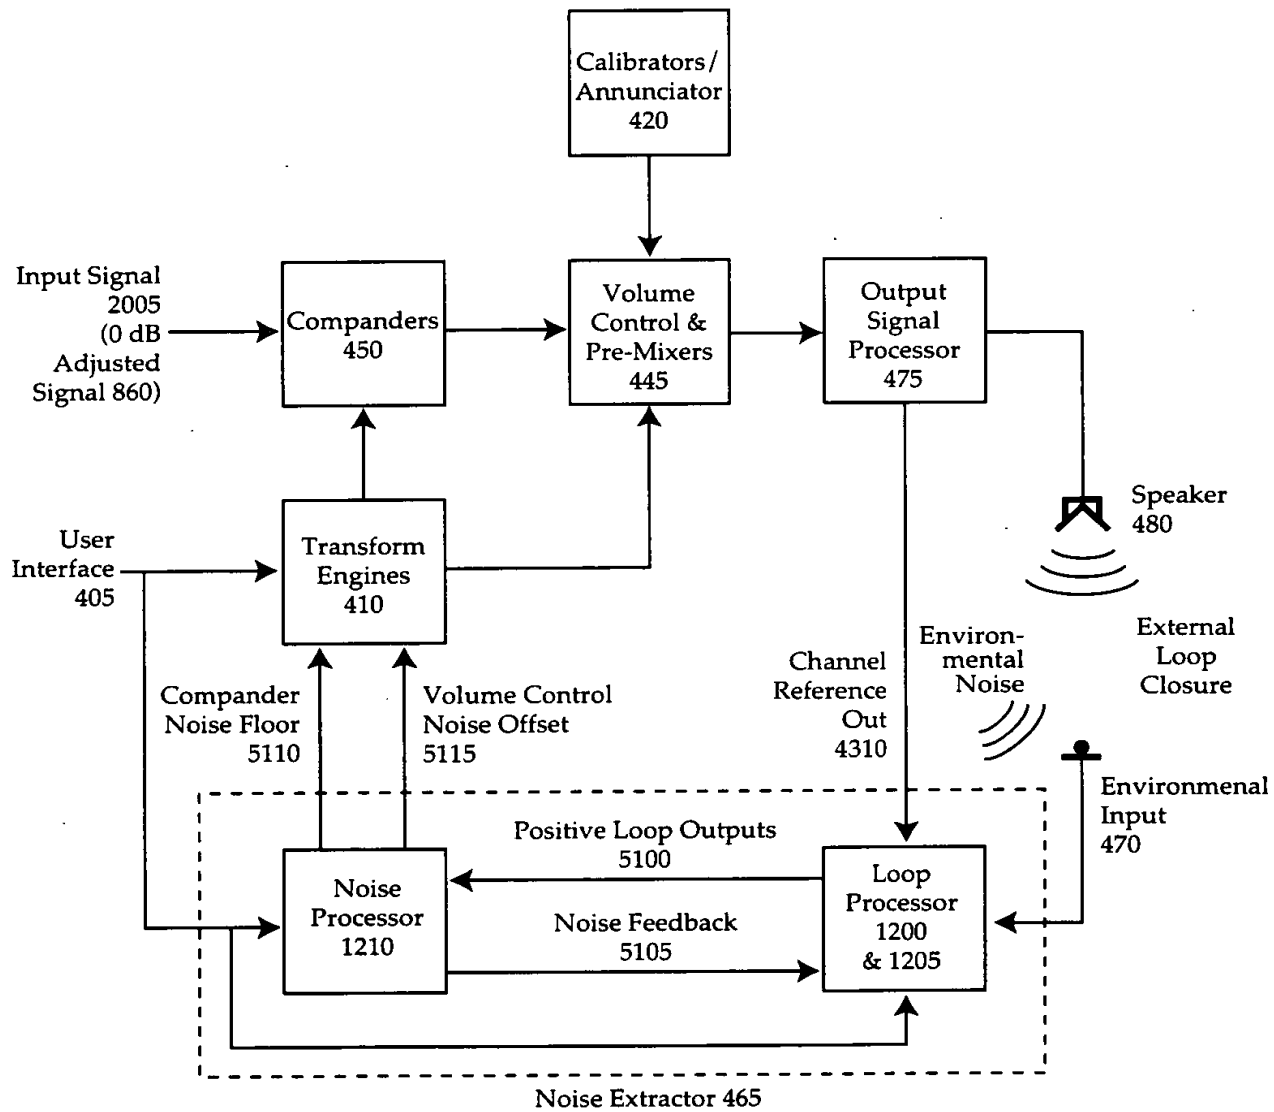 Calibrators/
Annunciator
420
Input Signal
2005
(0 dB
Adjusted
Signal 860)
Companders
450
Volume
Control &
Pre-Mixers
445
Output
Signal
Processor
475
Speaker
480
User
Interface
405
Transform
Engines
410
External
Loop
Closure
Environ-
mental
Noise
Channel
Reference
Out
4310
Compander
Noise Floor
5110
Volume Control
Noise Offset
5115
Environmenal
Input
470
Positive Loop Outputs
5100
Noise
Processor
1210
Noise Feedback
5105
Loop
Processor
1200
& 1205
Noise Extractor 465